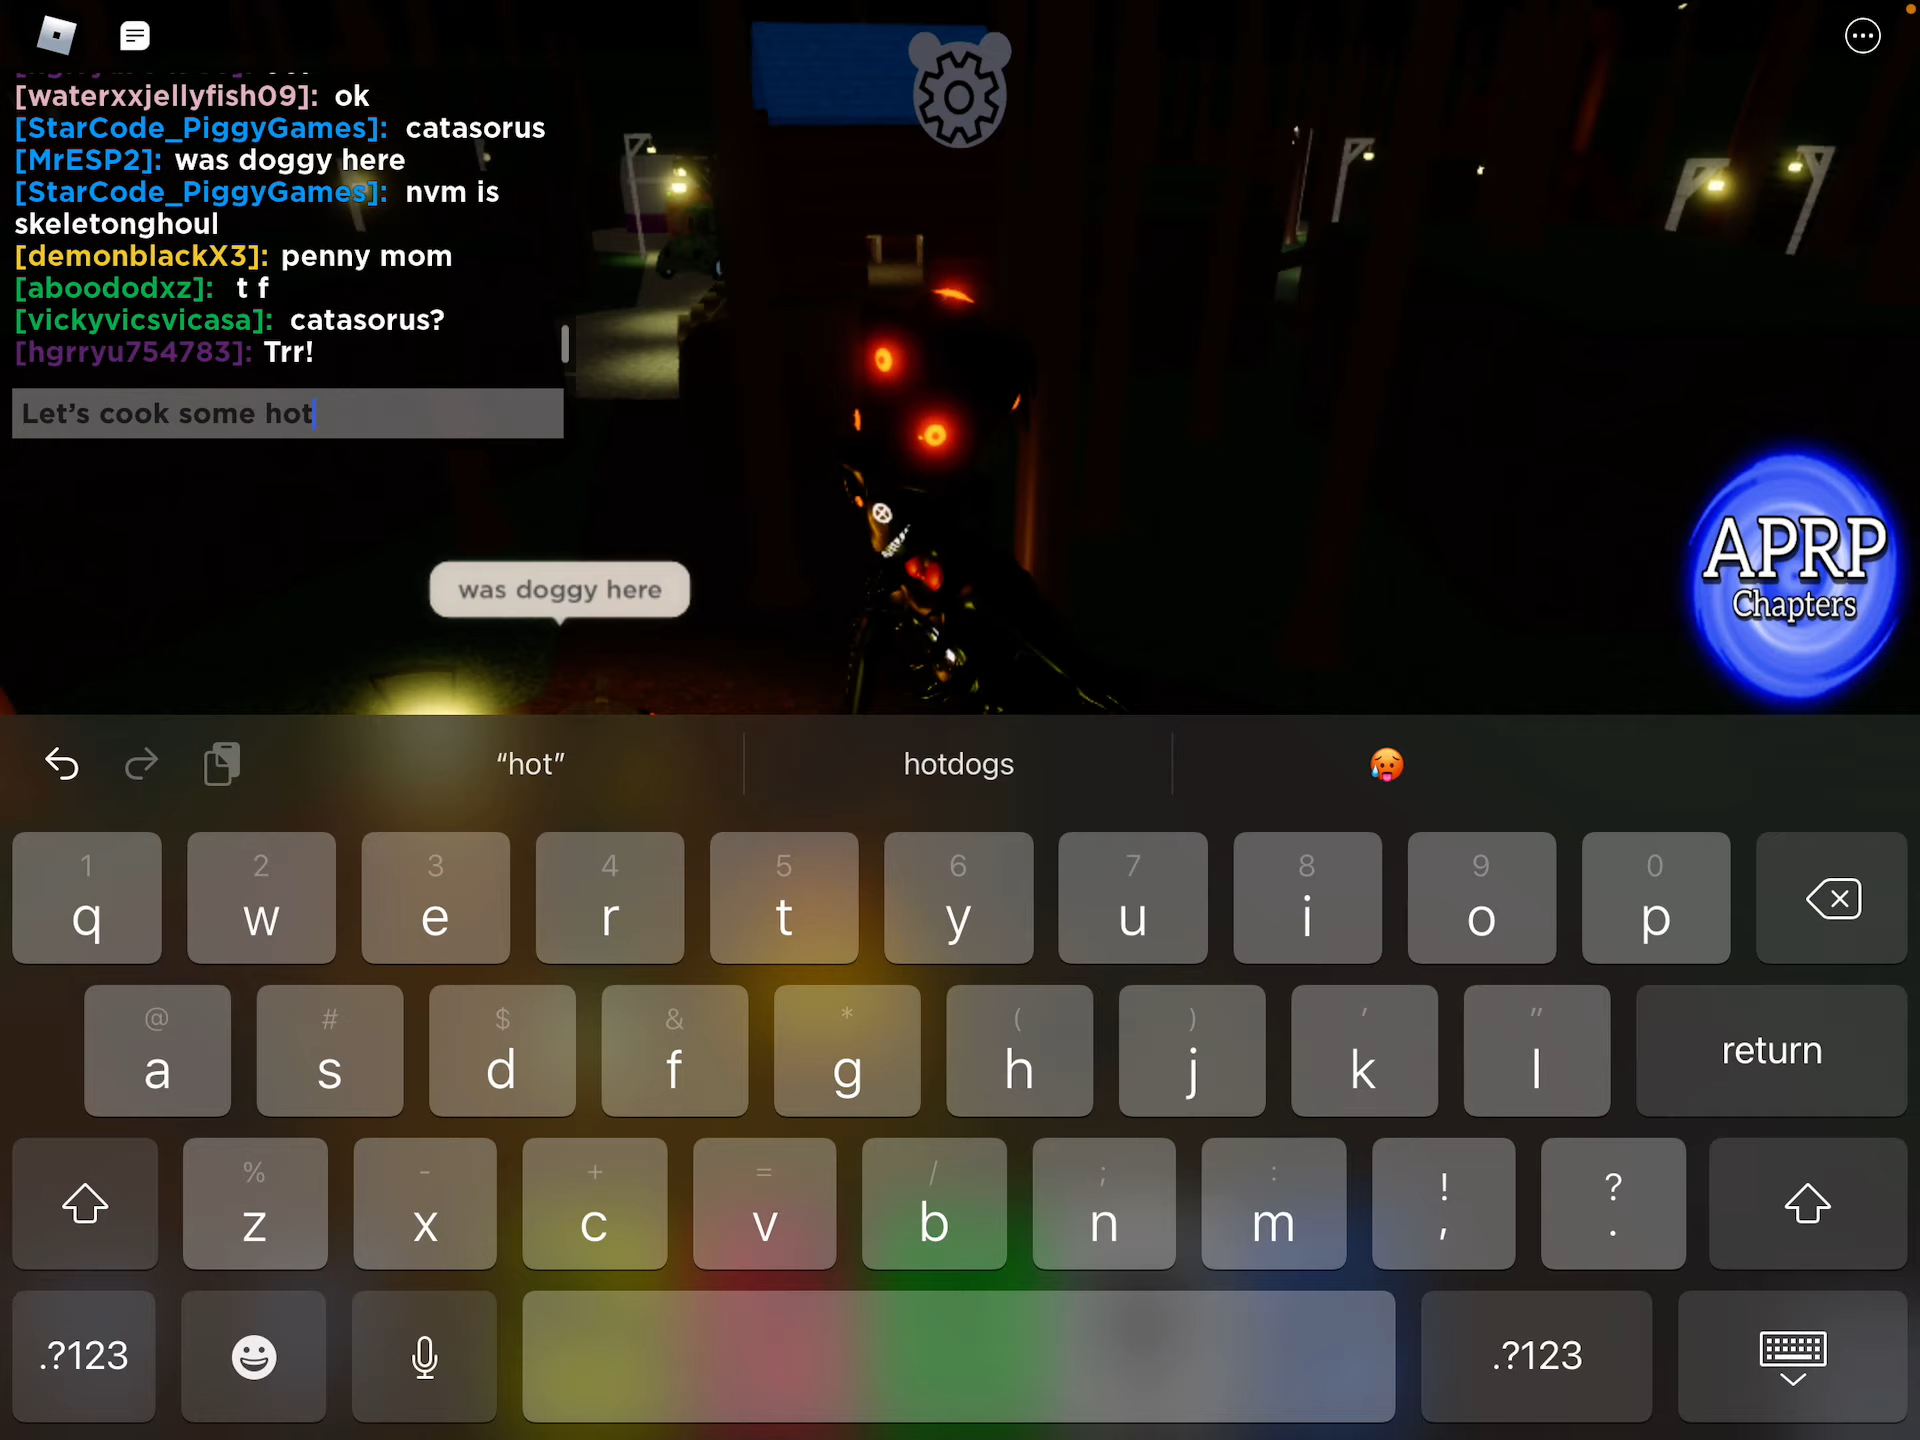 [waterxxjellyfish09]: ok
[StarCode_PiggyGames]: catasorus
[MrESP2]: was doggy here
[StarCode_PiggyGames]: nvm is
skeletonghoul
[demonblackX3]: penny mom
[aboododxz]: t f
[vickyvicsvicasa]: catasorus?
[hgrryu754783]: Trr!
Let’s cook some hot
APRP
Chapters
was doggy here
“hot” hotdogs
1 2 3 4 5 6 7 8 9 0
q w e r t y u i o p
@ # $ & * ( ) ' "
a s d f g h j k l return
% - + = / ; : ! ?
z x c v b n m , .
.?123 .?123